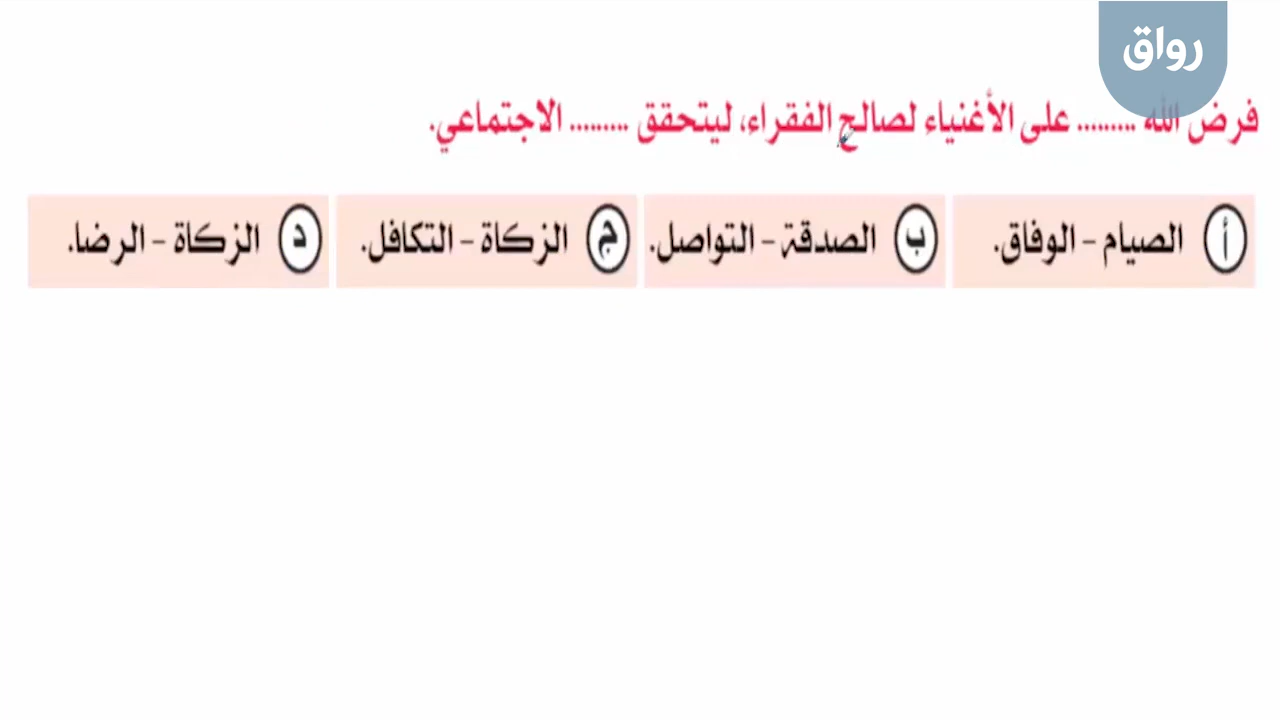 رواق
فرض الله ......... على الأغنياء لصالح الفقراء، ليتحقق ......... الاجتماعي.
أ الصيام - الوفاق. ب الصدقة - التواصل. ج الزكاة - التكافل. د الزكاة - الرضا.